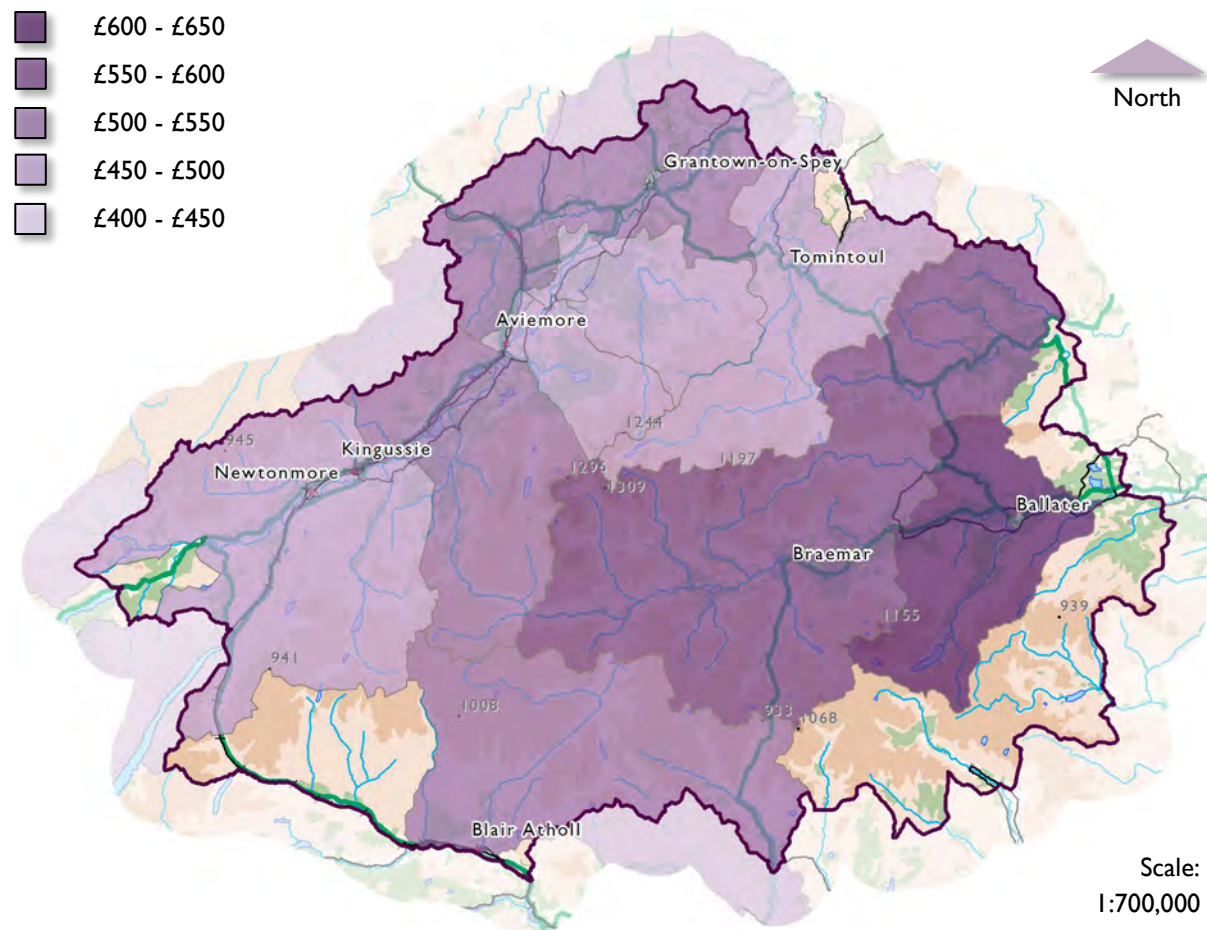 £600 - £650
£550 - £600
£500 - £550
£450 - £500
£400 - £450
North
Grantown-on-Spey
Tomintoul
Aviemore
1244
945
Kingussie
1197
1296
Newtonmore
1309
Ballater
Braemar
1155
939
941
1008
933
1068
Blair Atholl
Scale:
1:700,000